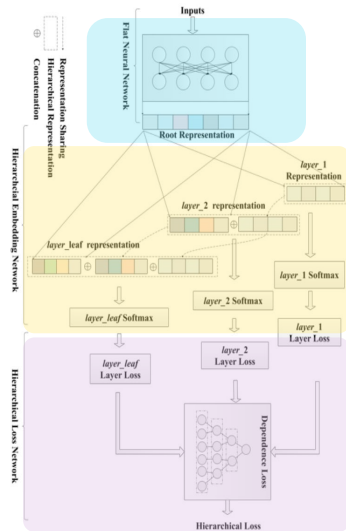 Inputs
Flat Neural Network
Root Representation
Representation Sharing
Hierarchical Representation
Concatenation
Hierarchcial Embedding Network
layer_1
Representation
layer_2 representation
layer_leaf representation
layer_1 Softmax
layer_2 Softmax
layer_leaf Softmax
layer_1
Layer Loss
layer_2
Layer Loss
layer_leaf
Layer Loss
Hierarchical Loss Network
Dependence Loss
Hierarchical Loss